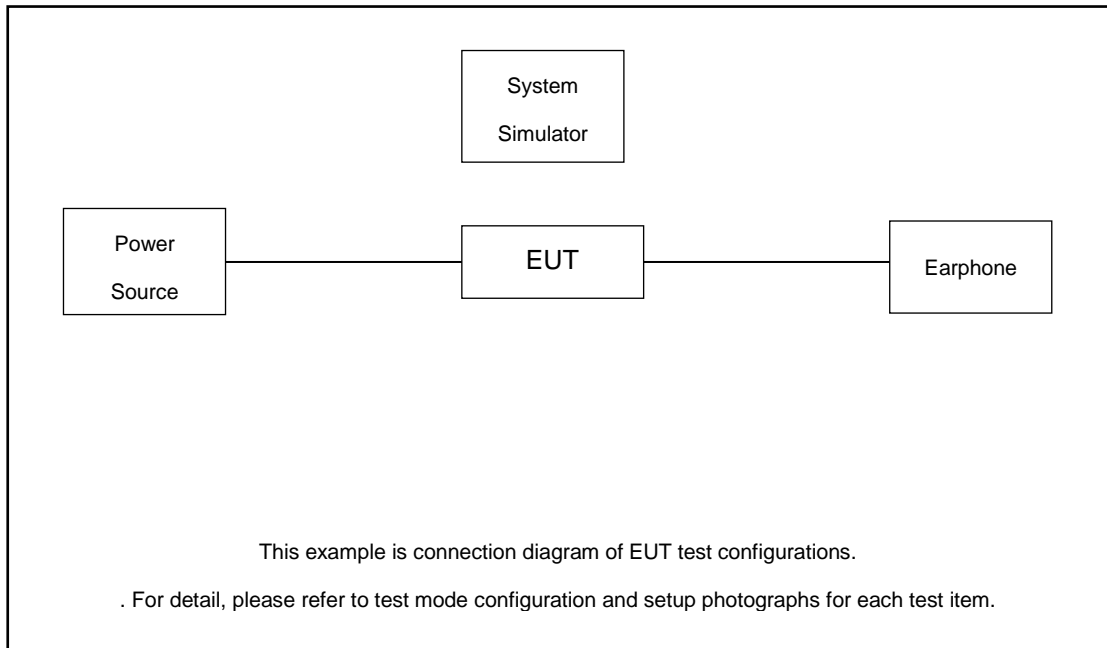 System
Simulator
Power
Source
EUT
Earphone
This example is connection diagram of EUT test configurations.
. For detail, please refer to test mode configuration and setup photographs for each test item.